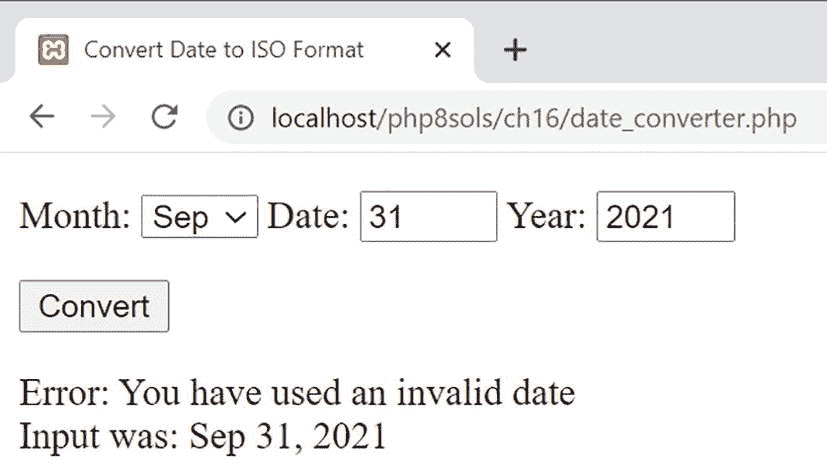 Convert Date to ISO Format
localhost/php8sols/ch16/date_converter.php
Month: Sep Date: 31 Year: 2021
Convert
Error: You have used an invalid date
Input was: Sep 31, 2021